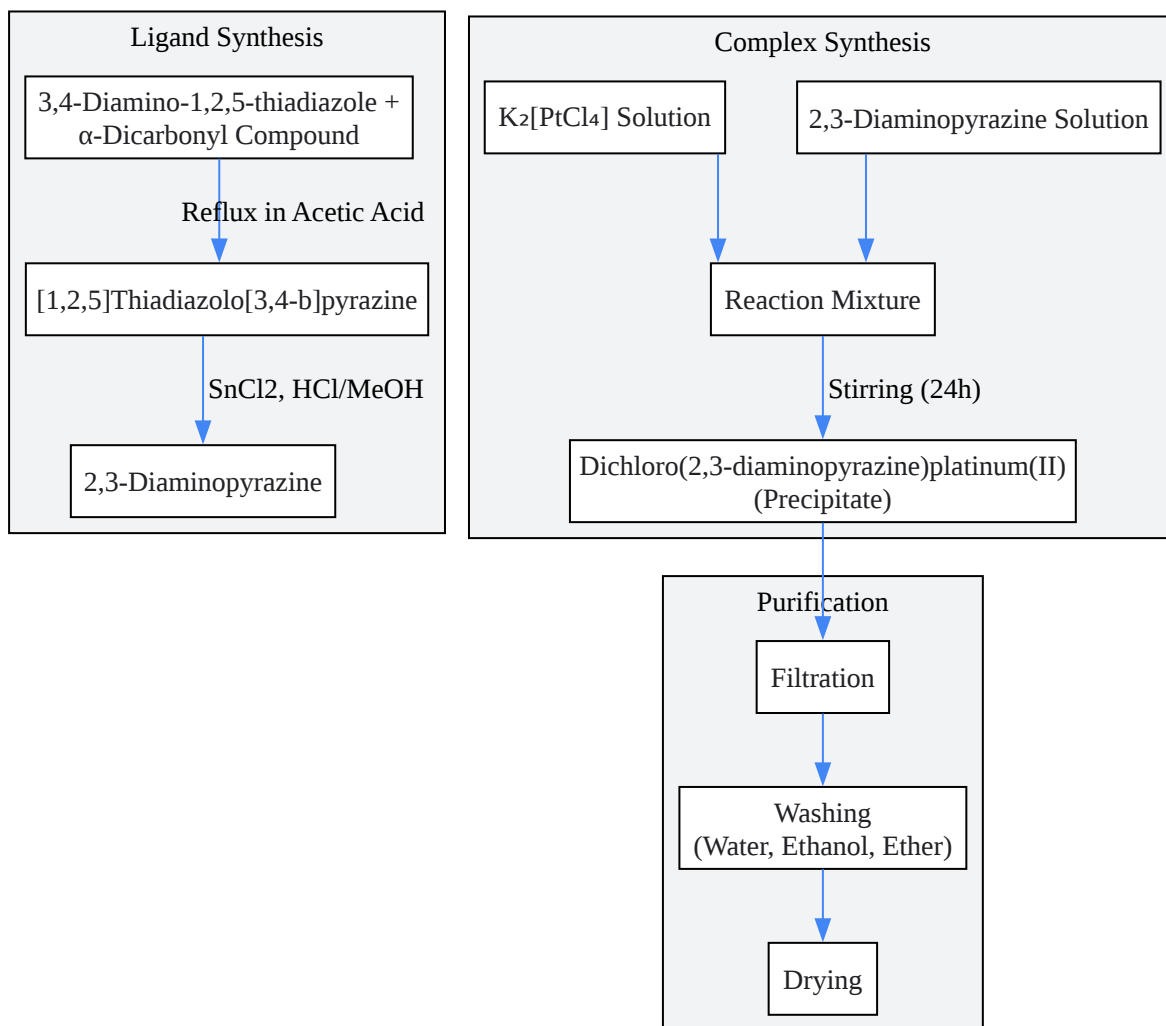 Ligand Synthesis
3,4-Diamino-1,2,5-thiadiazole +
α-Dicarbonyl Compound
Reflux in Acetic Acid
[1,2,5]Thiadiazolo[3,4-b]pyrazine
SnCl2, HCl/MeOH
2,3-Diaminopyrazine
Complex Synthesis
K₂[PtCl₄] Solution
2,3-Diaminopyrazine Solution
Reaction Mixture
Stirring (24h)
Dichloro(2,3-diaminopyrazine)platinum(II)
(Precipitate)
Purification
Filtration
Washing
(Water, Ethanol, Ether)
Drying